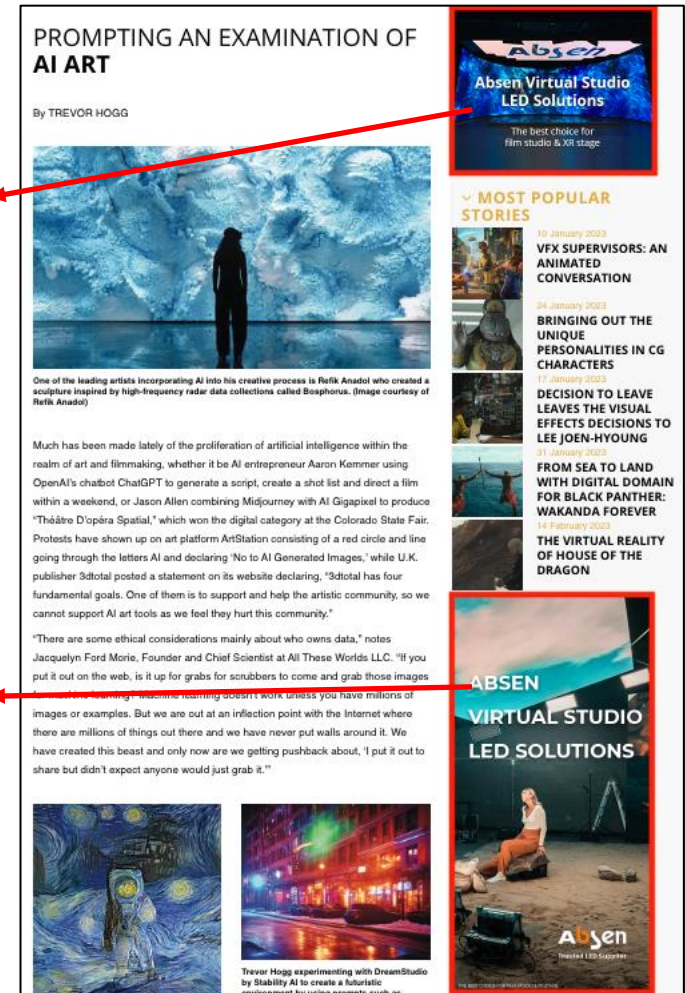 PROMPTING AN EXAMINATION OF
AI ART
By TREVOR HOGG
One of the leading artists incorporating AI into his creative process is Refik Anadol who created a
sculpture inspired by high-frequency radar data collections called Bosphorus. (Image courtesy of
Refik Anadol)
Much has been made lately of the proliferation of artificial intelligence within the
realm of art and filmmaking, whether it be AI entrepreneur Aaron Kemmer using
OpenAI's chatbot ChatGPT to generate a script, create a shot list and direct a film
within a weekend, or Jason Allen combining Midjourney with AI Gigapixel to produce
"Théâtre D'opéra Spatial," which won the digital category at the Colorado State Fair.
Protests have shown up on art platform ArtStation consisting of a red circle and line
going through the letters AI and declaring 'No to AI Generated Images,' while U.K.
publisher 3dtotal posted a statement on its website declaring, "3dtotal has four
fundamental goals. One of them is to support and help the artistic community, so we
cannot support AI art tools as we feel they hurt this community."
"There are some ethical considerations mainly about who owns data," notes
Jacquelyn Ford Morie, Founder and Chief Scientist at All These Worlds LLC. "If you
put it out on the web, is it up for grabs for scrubbers to come and grab those images
learning doesn't work unless you have millions of
images or examples. But we are out at an inflection point with the Internet where
there are millions of things out there and we have never put walls around it. We
have created this beast and only now are we getting pushback about, 'I put it out to
share but didn't expect anyone would just grab it.'"
Trevor Hogg experimenting with DreamStudio
by Stability AI to create a futuristic
environment by using prompts such as
Absen
Absen Virtual Studio
LED Solutions
The best choice for
film studio & XR stage
MOST POPULAR
STORIES
10 January 2023
VFX SUPERVISORS: AN
ANIMATED
CONVERSATION
24 January 2023
BRINGING OUT THE
UNIQUE
PERSONALITIES IN CG
CHARACTERS
17 January 2023
DECISION TO LEAVE
LEAVES THE VISUAL
EFFECTS DECISIONS TO
LEE JOEN-HYOUNG
31 January 2023
FROM SEA TO LAND
WITH DIGITAL DOMAIN
FOR BLACK PANTHER:
WAKANDA FOREVER
14 February 2023
THE VIRTUAL REALITY
OF HOUSE OF THE
DRAGON
ABSEN
VIRTUAL STUDIO
LED SOLUTIONS
Absen
Trusted LED Supplier